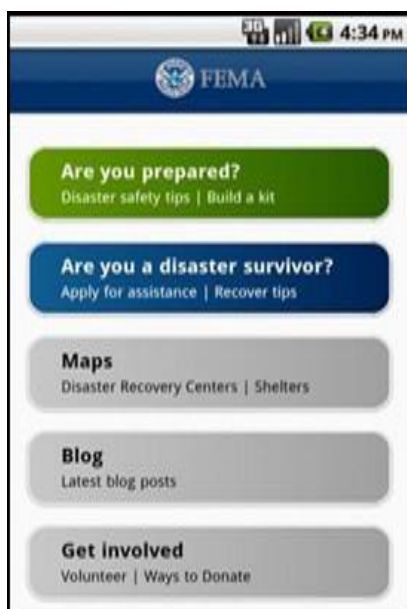 3G
4:34 PM
FEMA
Are you prepared?
Disaster safety tips | Build a kit
Are you a disaster survivor?
Apply for assistance | Recover tips
Maps
Disaster Recovery Centers | Shelters
Blog
Latest blog posts
Get involved
Volunteer | Ways to Donate